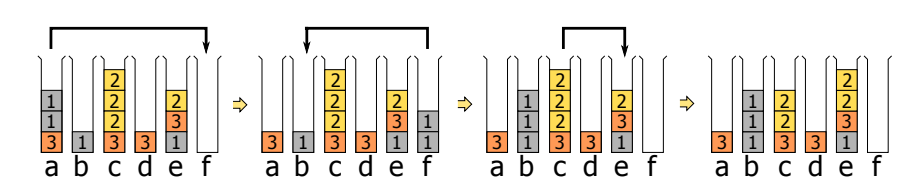 2 2 2 2
1 2 2 2 2 1 2 2 1 2 2
1 2 3 2 3 1 1 2 3 1 2 3
3 1 3 3 1 3 1 3 3 1 1 3 1 3 3 1 3 1 3 3 1
a b c d e f a b c d e f a b c d e f a b c d e f